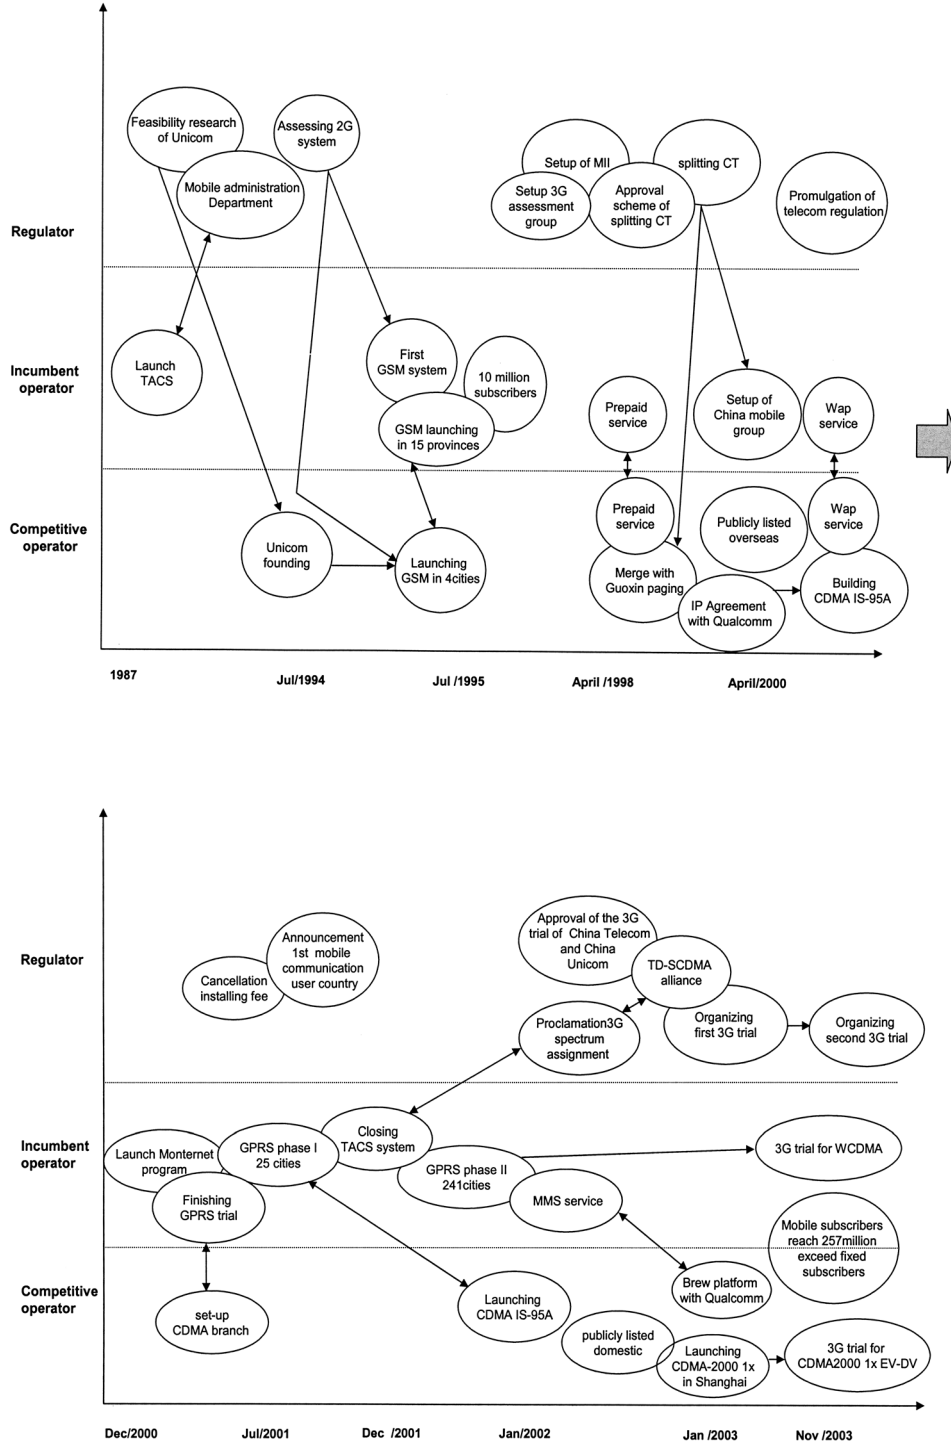 Feasibility research
of Unicom
Assessing 2G
system
Mobile administration
Department
Setup of MII
splitting CT
Setup 3G
assessment
group
Approval
scheme of
splitting CT
Promulgation of
telecom regulation
Regulator
Launch
TACS
First
GSM system
10 million
subscribers
GSM launching
in 15 provinces
Prepaid
service
Setup of
China mobile
group
Wap
service
Incumbent
operator
Competitive
operator
Unicom
founding
Launching
GSM in 4cities
Prepaid
service
Merge with
Guoxin paging
Publicly listed
overseas
IP Agreement
with Qualcomm
Wap
service
Building
CDMA IS-95A
1987
Jul/1994
Jul /1995
April /1998
April/2000
Regulator
Cancellation
installing fee
Announcement
1st mobile
communication
user country
Approval of the 3G
trial of China Telecom
and China
Unicom
TD-SCDMA
alliance
Proclamation3G
spectrum
assignment
Organizing
first 3G trial
Organizing
second 3G trial
Incumbent
operator
Launch Monternet
program
GPRS phase I
25 cities
Closing
TACS system
Finishing
GPRS trial
GPRS phase II
241cities
MMS service
3G trial for WCDMA
Mobile subscribers
reach 257million
exceed fixed
subscribers
Competitive
operator
set-up
CDMA branch
Launching
CDMA IS-95A
Brew platform
with Qualcomm
publicly listed
domestic
Launching
CDMA-2000 1x
in Shanghai
3G trial for
CDMA2000 1x EV-DV
Dec/2000
Jul/2001
Dec /2001
Jan/2002
Jan /2003
Nov /2003